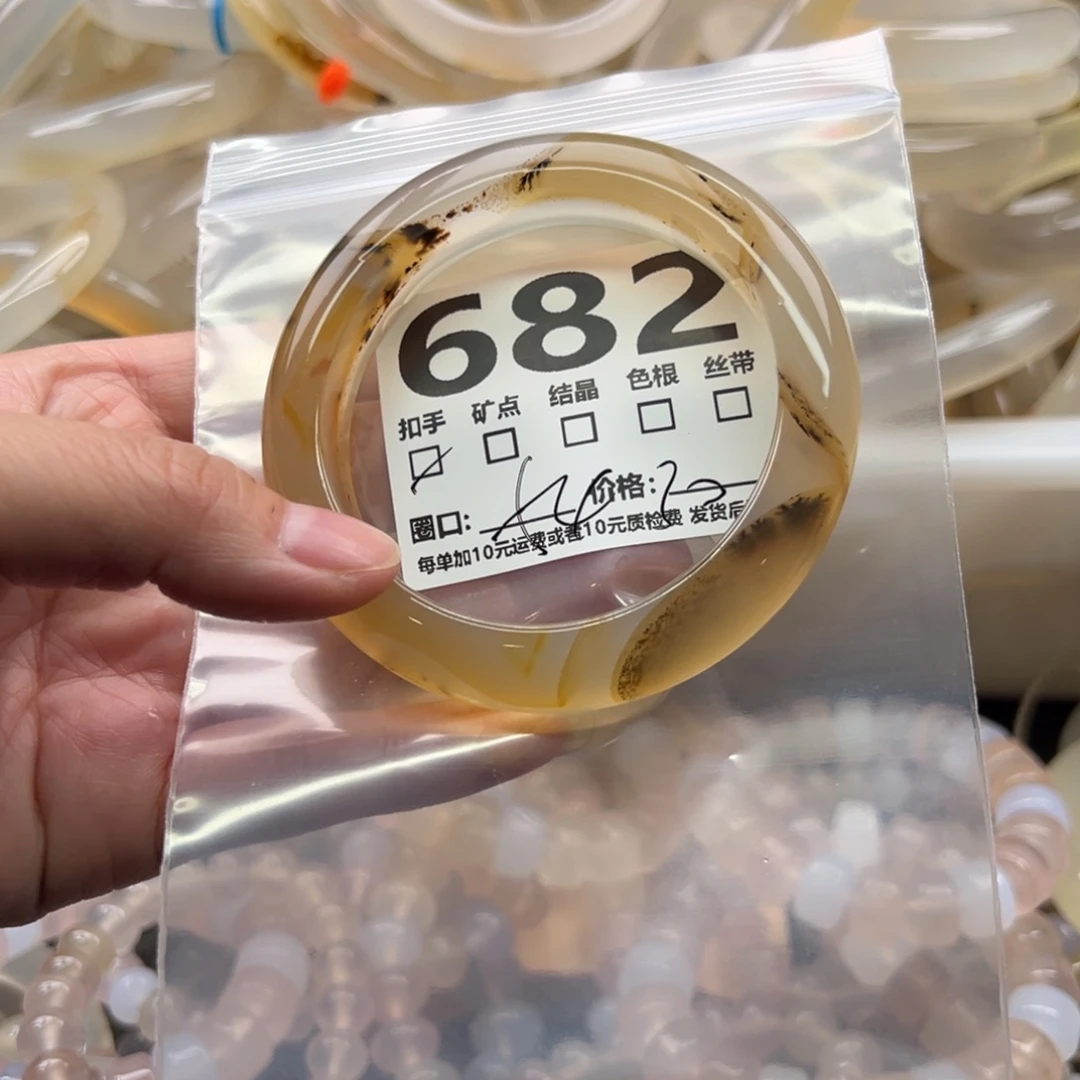 682
扣手 矿点 结晶 色根 丝带
圈口: 价格:
每单加10元运费或者10元质检费 发货后